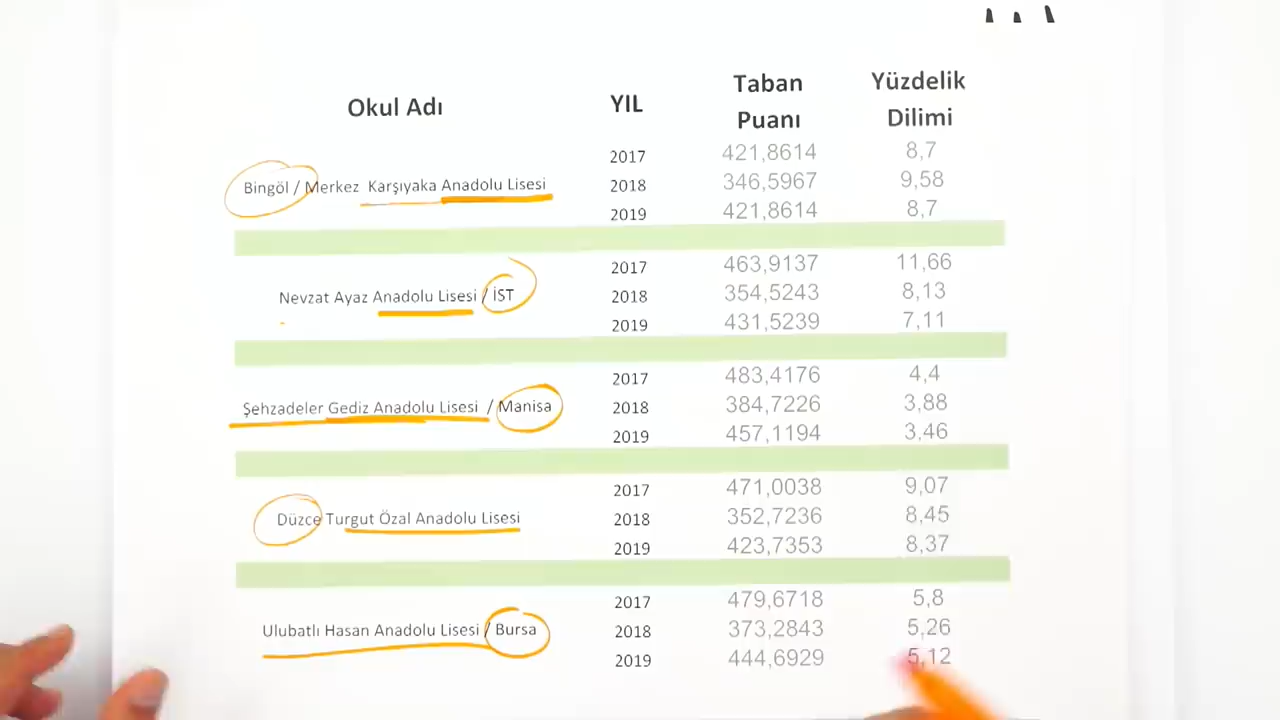 Okul Adı YIL Taban Puanı Yüzdelik Dilimi
2017 421,8614 8,7
Bingöl / Merkez Karşıyaka Anadolu Lisesi 2018 346,5967 9,58
2019 421,8614 8,7
2017 463,9137 11,66
Nevzat Ayaz Anadolu Lisesi / İST 2018 354,5243 8,13
2019 431,5239 7,11
2017 483,4176 4,4
Şehzadeler Gediz Anadolu Lisesi / Manisa 2018 384,7226 3,88
2019 457,1194 3,46
2017 471,0038 9,07
Düzce Turgut Özal Anadolu Lisesi 2018 352,7236 8,45
2019 423,7353 8,37
2017 479,6718 5,8
Ulubatlı Hasan Anadolu Lisesi / Bursa 2018 373,2843 5,26
2019 444,6929 5,12